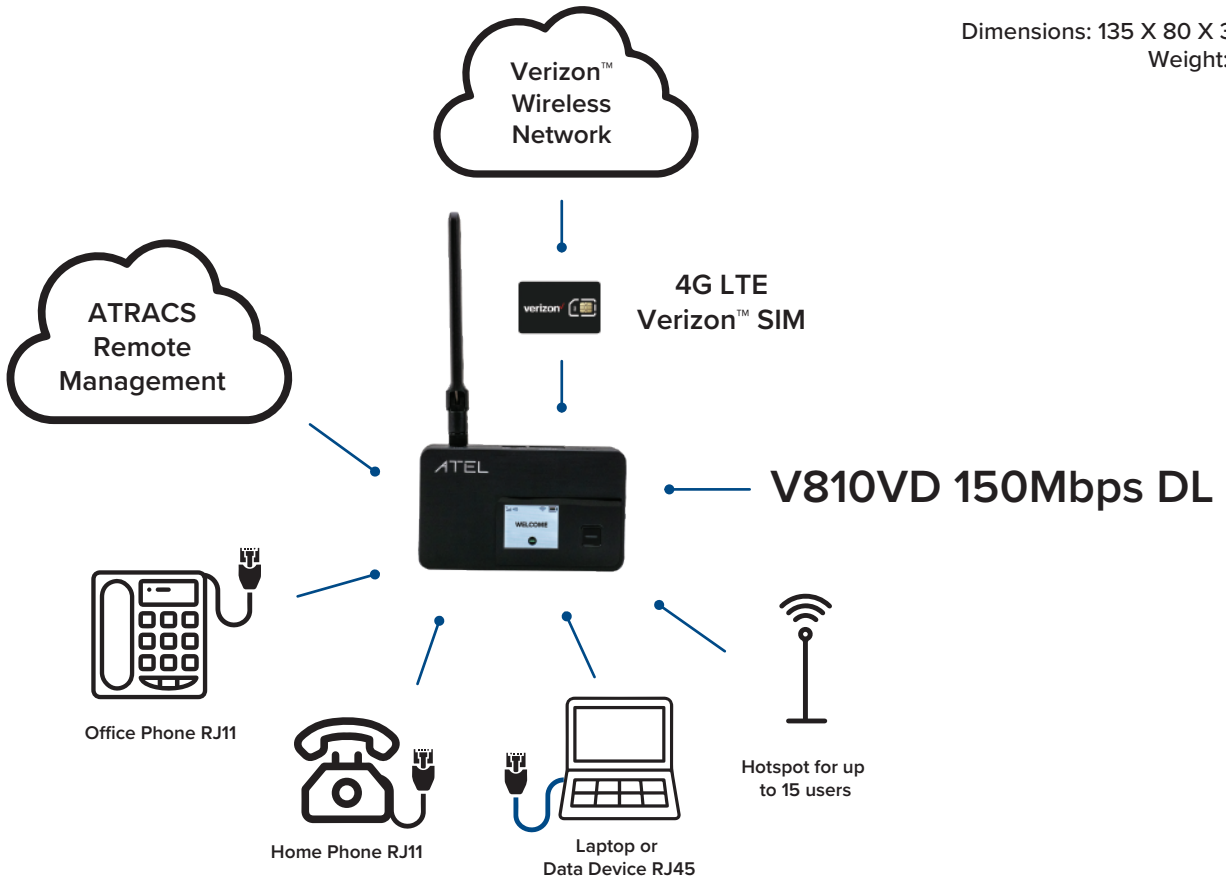 Dimensions: 135 X 80 X 3
Weight:
Verizon™
Wireless
Network
verizon
4G LTE
Verizon™ SIM
ATRACS
Remote
Management
ATEL
4G
WELCOME
V810VD 150Mbps DL
Office Phone RJ11
Home Phone RJ11
Laptop or
Data Device RJ45
Hotspot for up
to 15 users